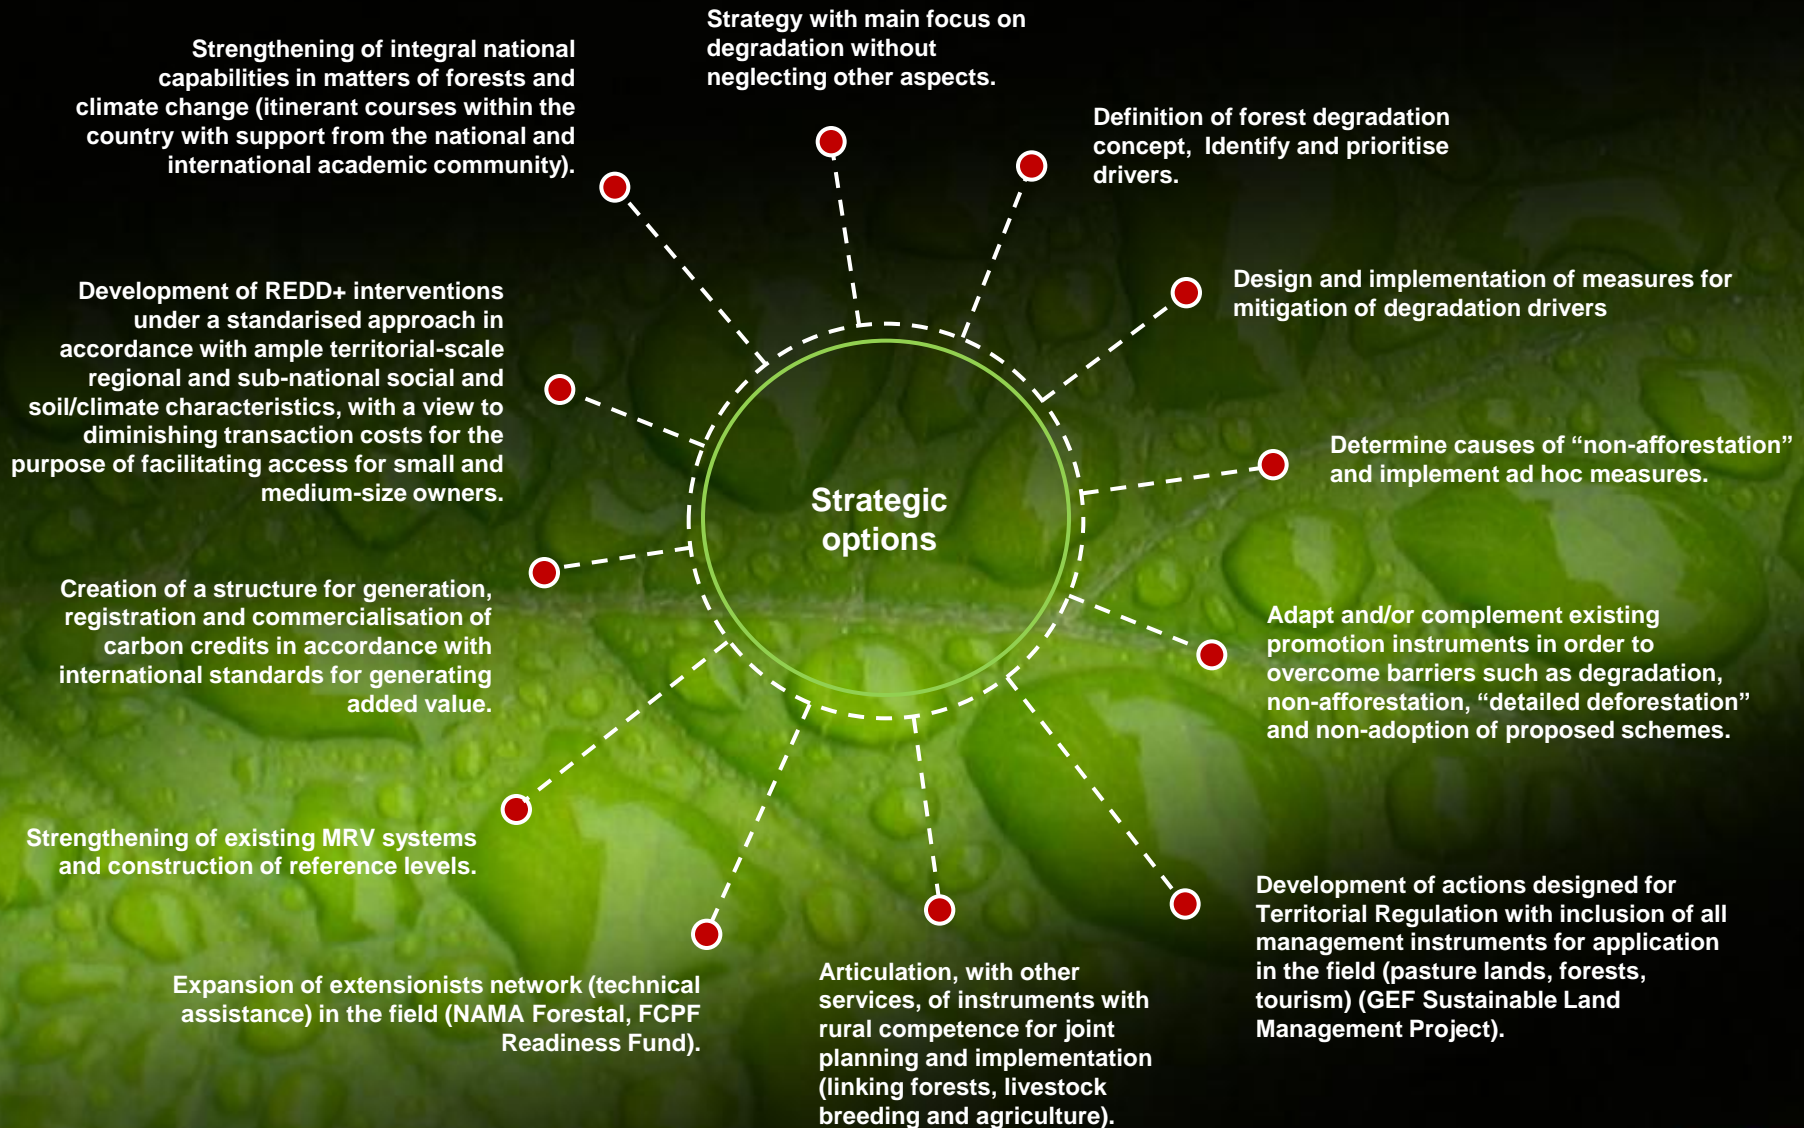 Strategy with main focus on
degradation without
neglecting other aspects.
Strengthening of integral national
capabilities in matters of forests and
climate change (itinerant courses within the
country with support from the national and
international academic community).
Definition of forest degradation
concept,  Identify and prioritise
drivers.
Design and implementation of measures for
mitigation of degradation drivers
Development of REDD+ interventions
under a standarised approach in
accordance with ample territorial-scale
regional and sub-national social and
soil/climate characteristics, with a view to
diminishing transaction costs for the
purpose of facilitating access for small and
medium-size owners.
Determine causes of “non-afforestation”
and implement ad hoc measures.
Strategic
options
Creation of a structure for generation,
registration and commercialisation of
carbon credits in accordance with
international standards for generating
added value.
Adapt and/or complement existing
promotion instruments in order to
overcome barriers such as degradation,
non-afforestation, “detailed deforestation”
and non-adoption of proposed schemes.
Strengthening of existing MRV systems
and construction of reference levels.
Development of actions designed for
Territorial Regulation with inclusion of all
management instruments for application
in the field (pasture lands, forests,
tourism) (GEF Sustainable Land
Management Project).
Expansion of extensionists network (technical
assistance) in the field (NAMA Forestal, FCPF
Readiness Fund).
Articulation, with other
services, of instruments with
rural competence for joint
planning and implementation
(linking forests, livestock
breeding and agriculture).